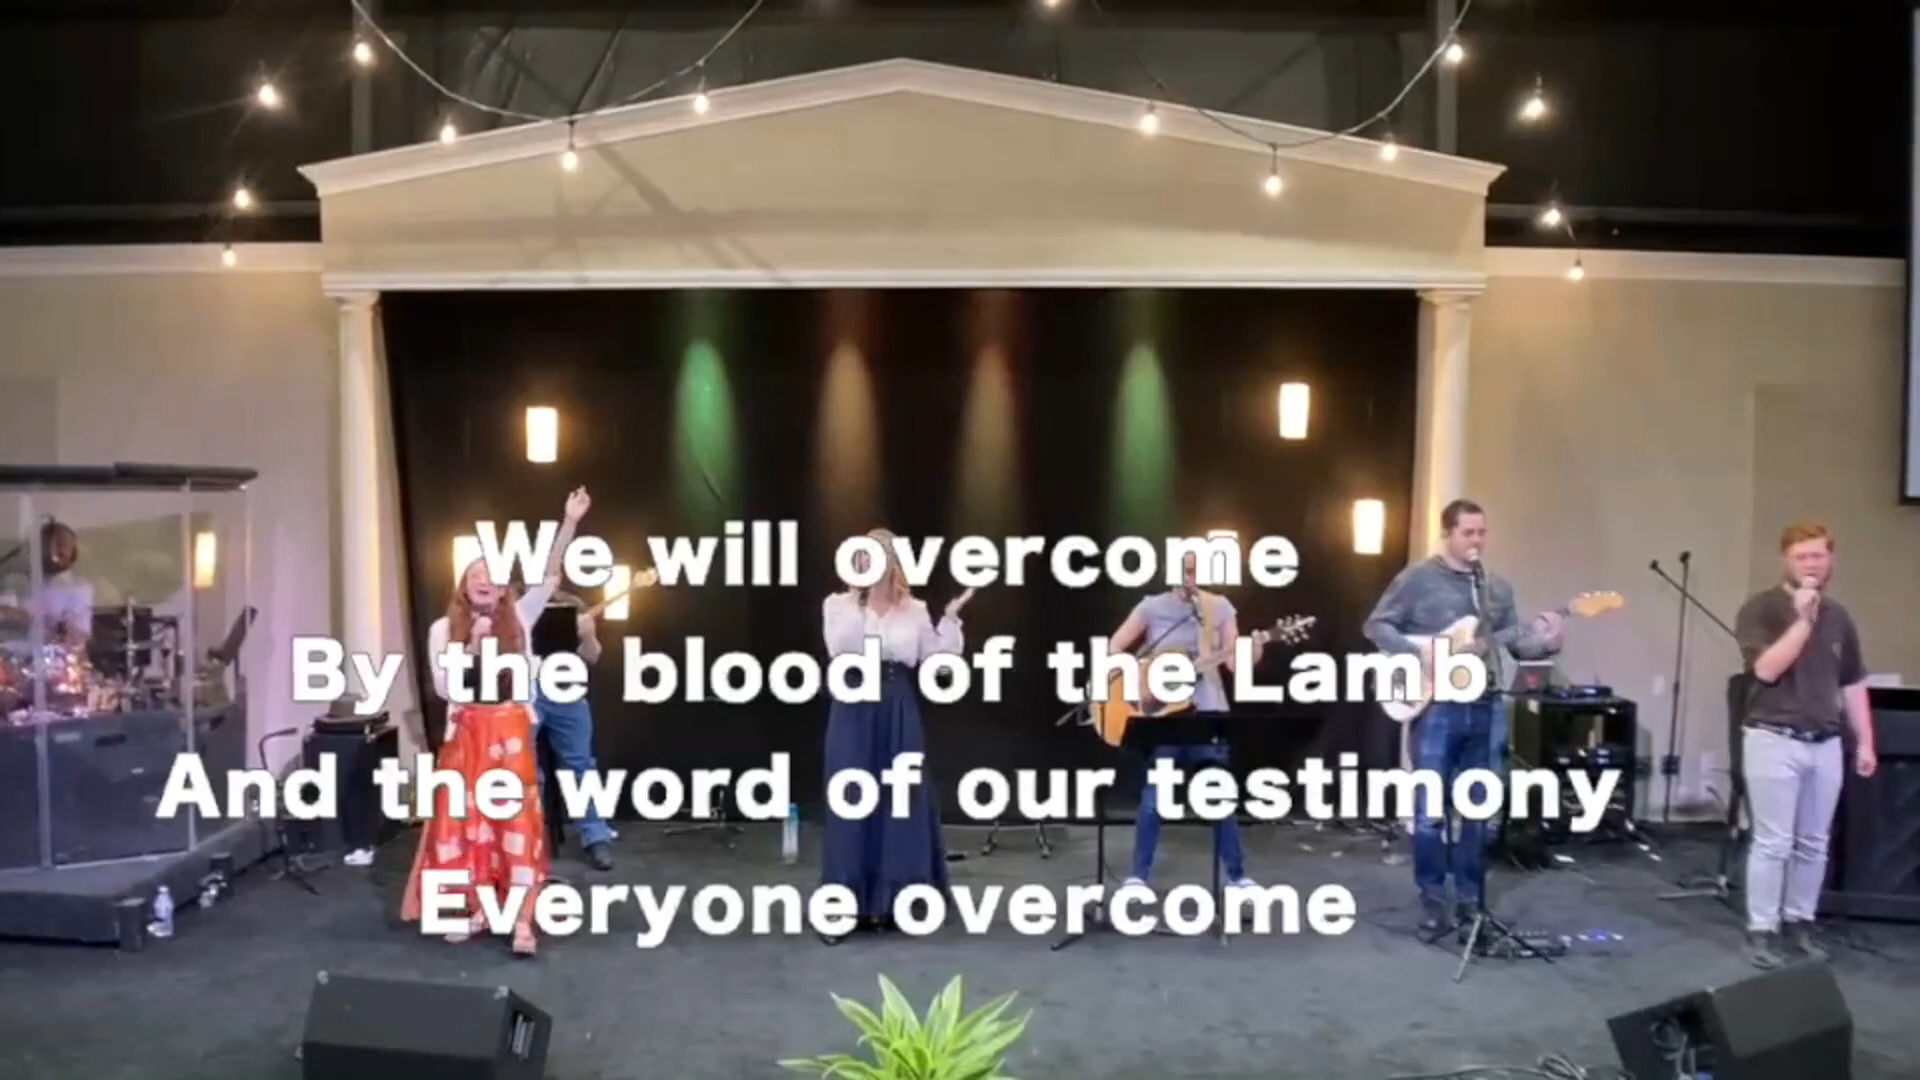 We will overcome
By the blood of the Lamb
And the word of our testimony
Everyone overcome